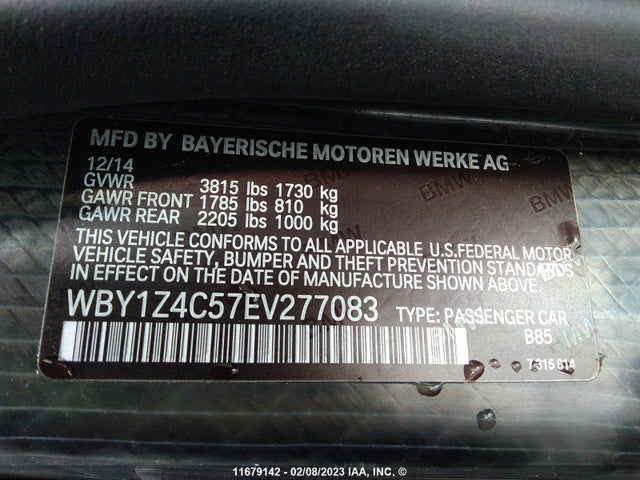 MFD BY BAYERISCHE MOTOREN WERKE AG
12/14
GVWR 3815 lbs 1730 kg
GAWR FRONT 1785 lbs 810 kg
GAWR REAR 2205 lbs 1000 kg
THIS VEHICLE CONFORMS TO ALL APPLICABLE U.S.FEDERAL MOTOR
VEHICLE SAFETY, BUMPER AND THEFT PREVENTION STANDARDS
IN EFFECT ON THE DATE OF MANUFACTURE SHOWN ABOVE.
WBY1Z4C57EV277083 TYPE: PASSENGER CAR
B85
7 315 814
BMW
BMW
BMW
11679142 - 02/08/2023 IAA, INC. ©